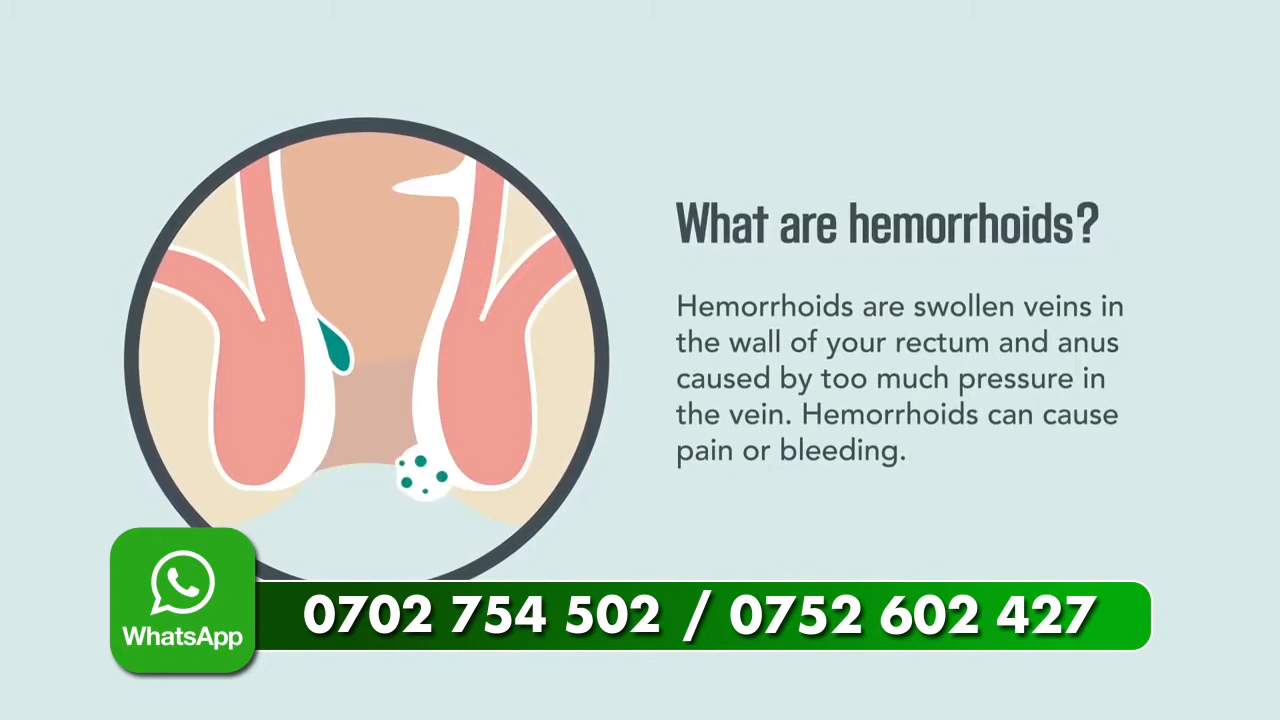 What are hemorrhoids?
Hemorrhoids are swollen veins in
the wall of your rectum and anus
caused by too much pressure in
the vein. Hemorrhoids can cause
pain or bleeding.
WhatsApp
0702 754 502 / 0752 602 427